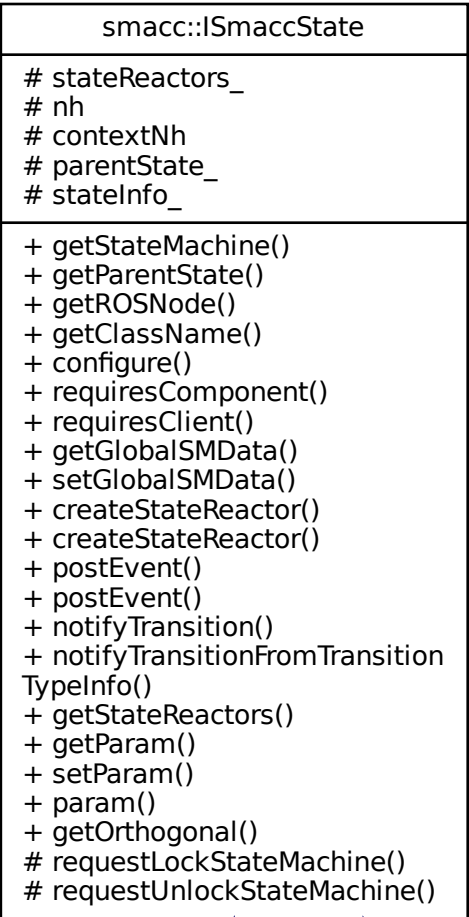 smacc::ISmaccState
# stateReactors_
# nh
# contextNh
# parentState_
# stateInfo_
+ getStateMachine()
+ getParentState()
+ getROSNode()
+ getClassName()
+ configure()
+ requiresComponent()
+ requiresClient()
+ getGlobalSMData()
+ setGlobalSMData()
+ createStateReactor()
+ createStateReactor()
+ postEvent()
+ postEvent()
+ notifyTransition()
+ notifyTransitionFromTransition
TypeInfo()
+ getStateReactors()
+ getParam()
+ setParam()
+ param()
+ getOrthogonal()
# requestLockStateMachine()
# requestUnlockStateMachine()